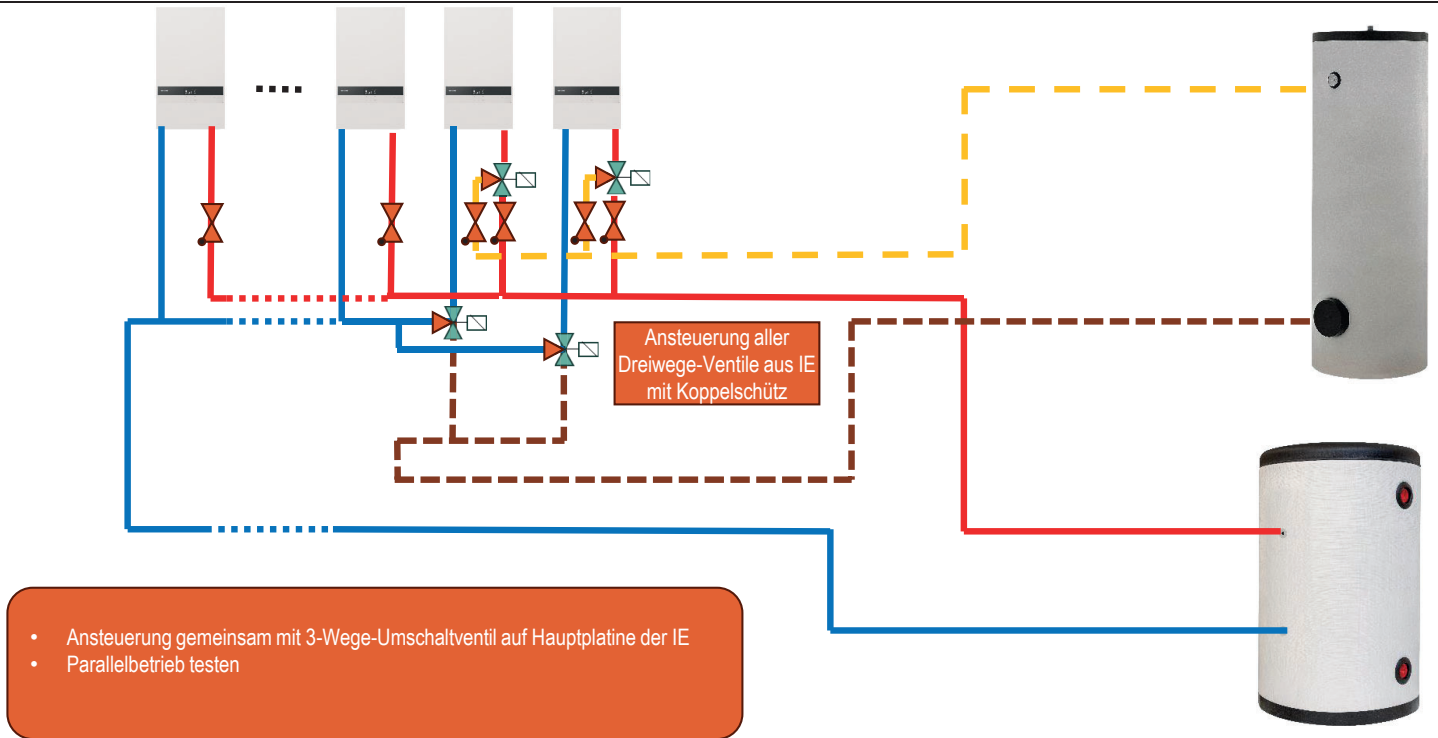 Ansteuerung aller
Dreiwege-Ventile aus IE
mit Koppelschütz
• Ansteuerung gemeinsam mit 3-Wege-Umschaltventil auf Hauptplatine der IE
• Parallelbetrieb testen